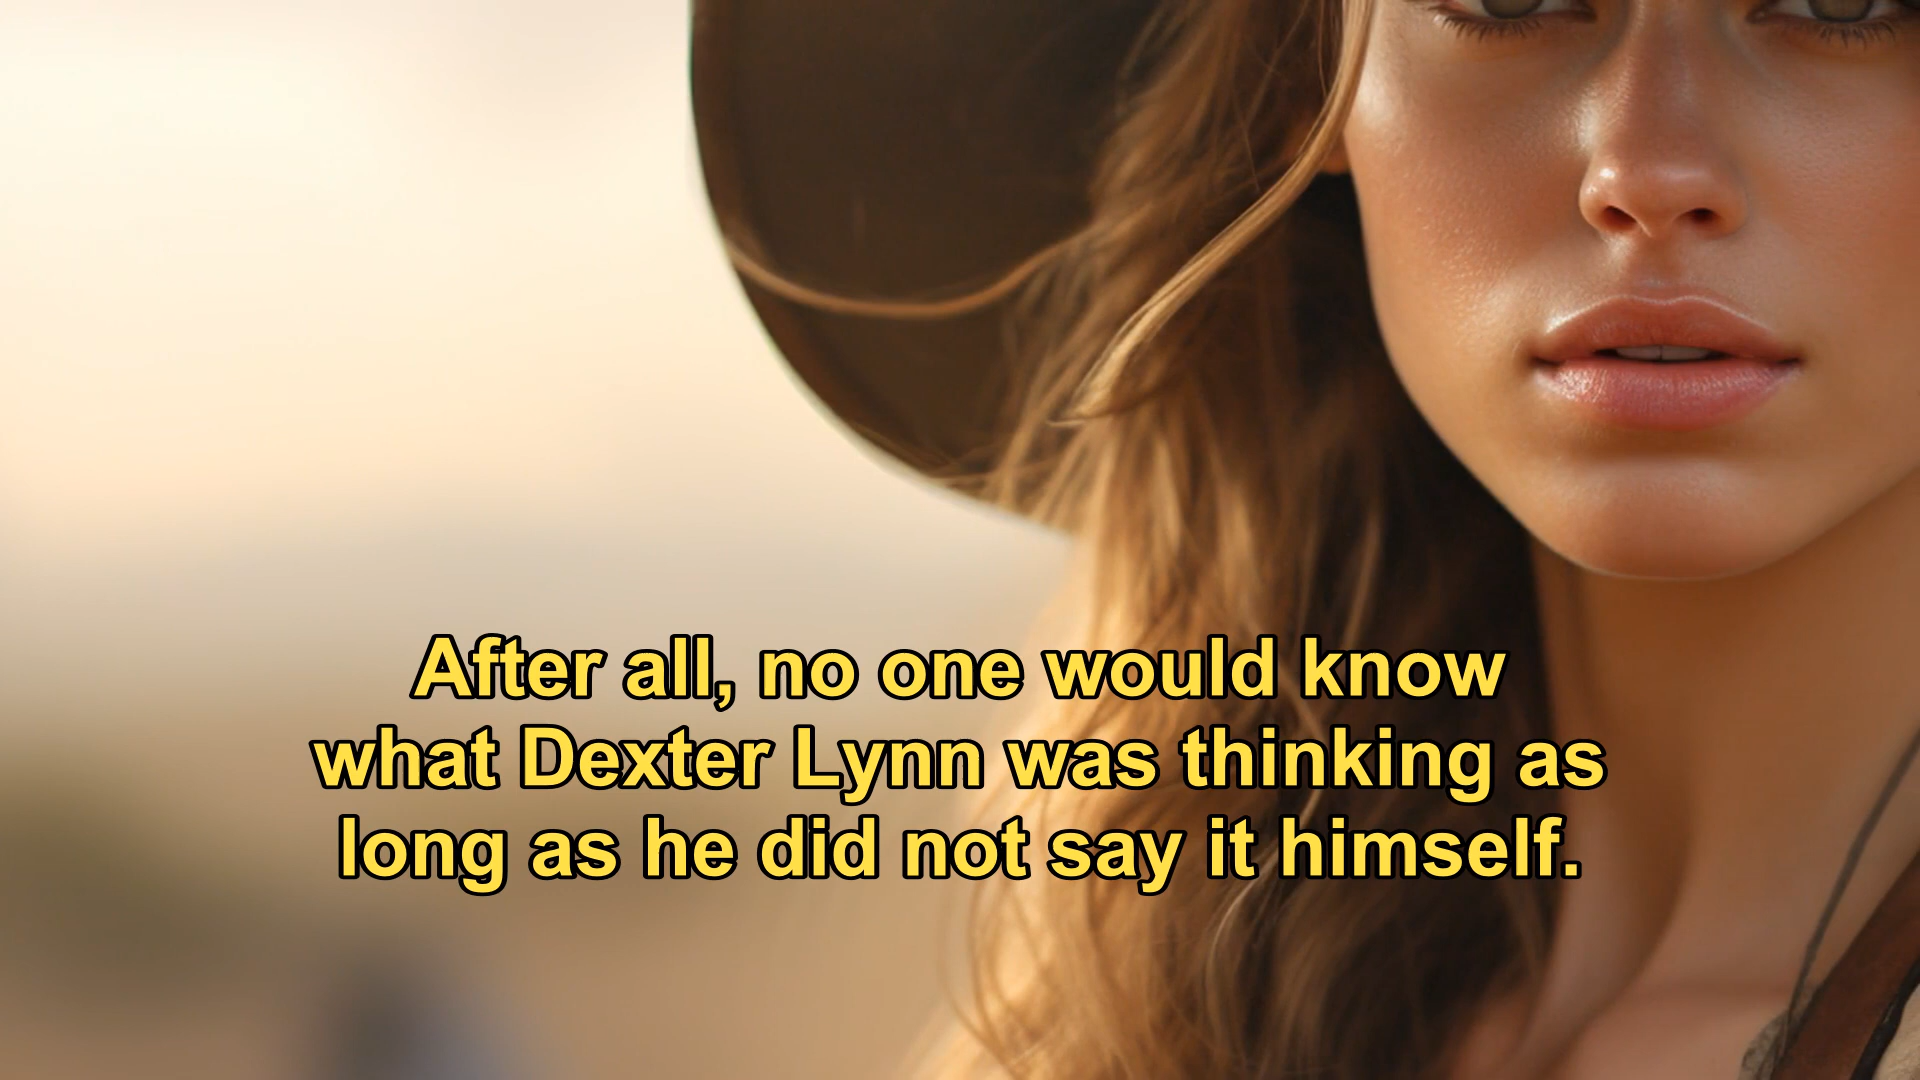 After all, no one would know
what Dexter Lynn was thinking as
long as he did not say it himself.